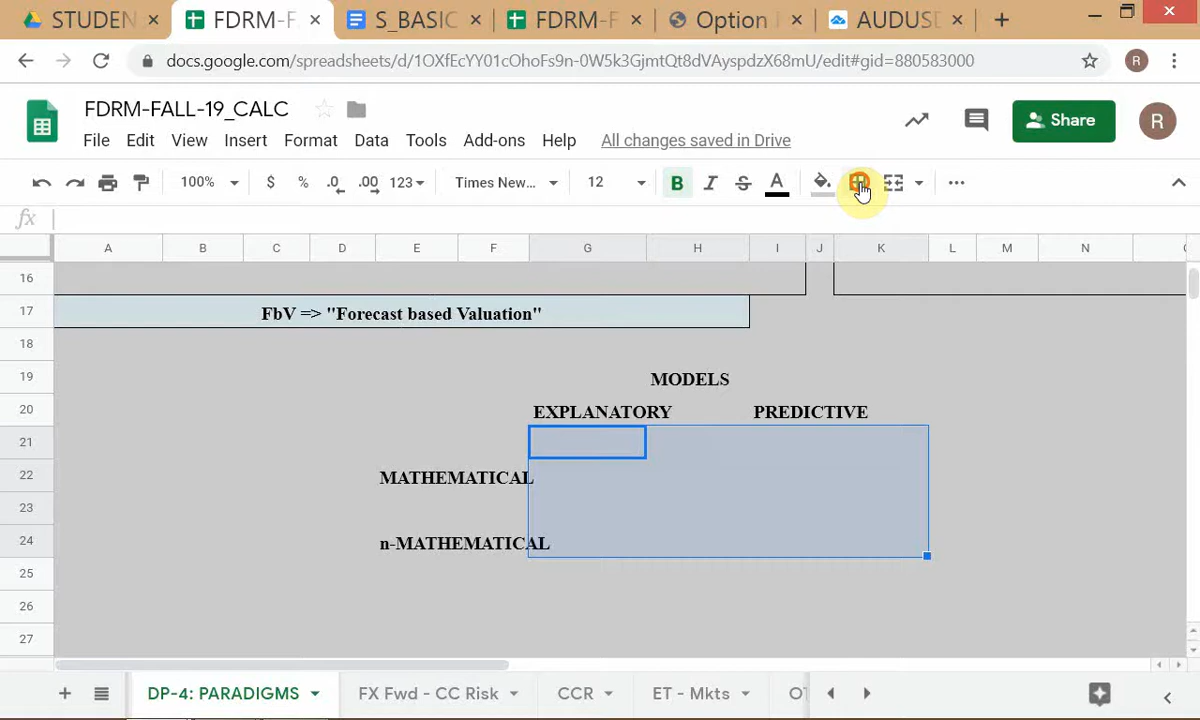 STUDEN
FDRM-F
S_BASIC
FDRM-F
Option
AUDUS
docs.google.com/spreadsheets/d/1OXfEcYY01cOhoFs9n-0W5k3GjmtQt8dVAyspdzX68mU/edit#gid=880583000
R
FDRM-FALL-19_CALC
Share
R
File Edit View Insert Format Data Tools Add-ons Help All changes saved in Drive
100% $ % .0 .00 123 Times New... 12 B I S A
fx
A B C D E F G H I J K L M N
16
17 FbV => "Forecast based Valuation"
18
19 MODELS
20 EXPLANATORY PREDICTIVE
21
22 MATHEMATICAL
23
24 n-MATHEMATICAL
25
26
27
DP-4: PARADIGMS FX Fwd - CC Risk CCR ET - Mkts